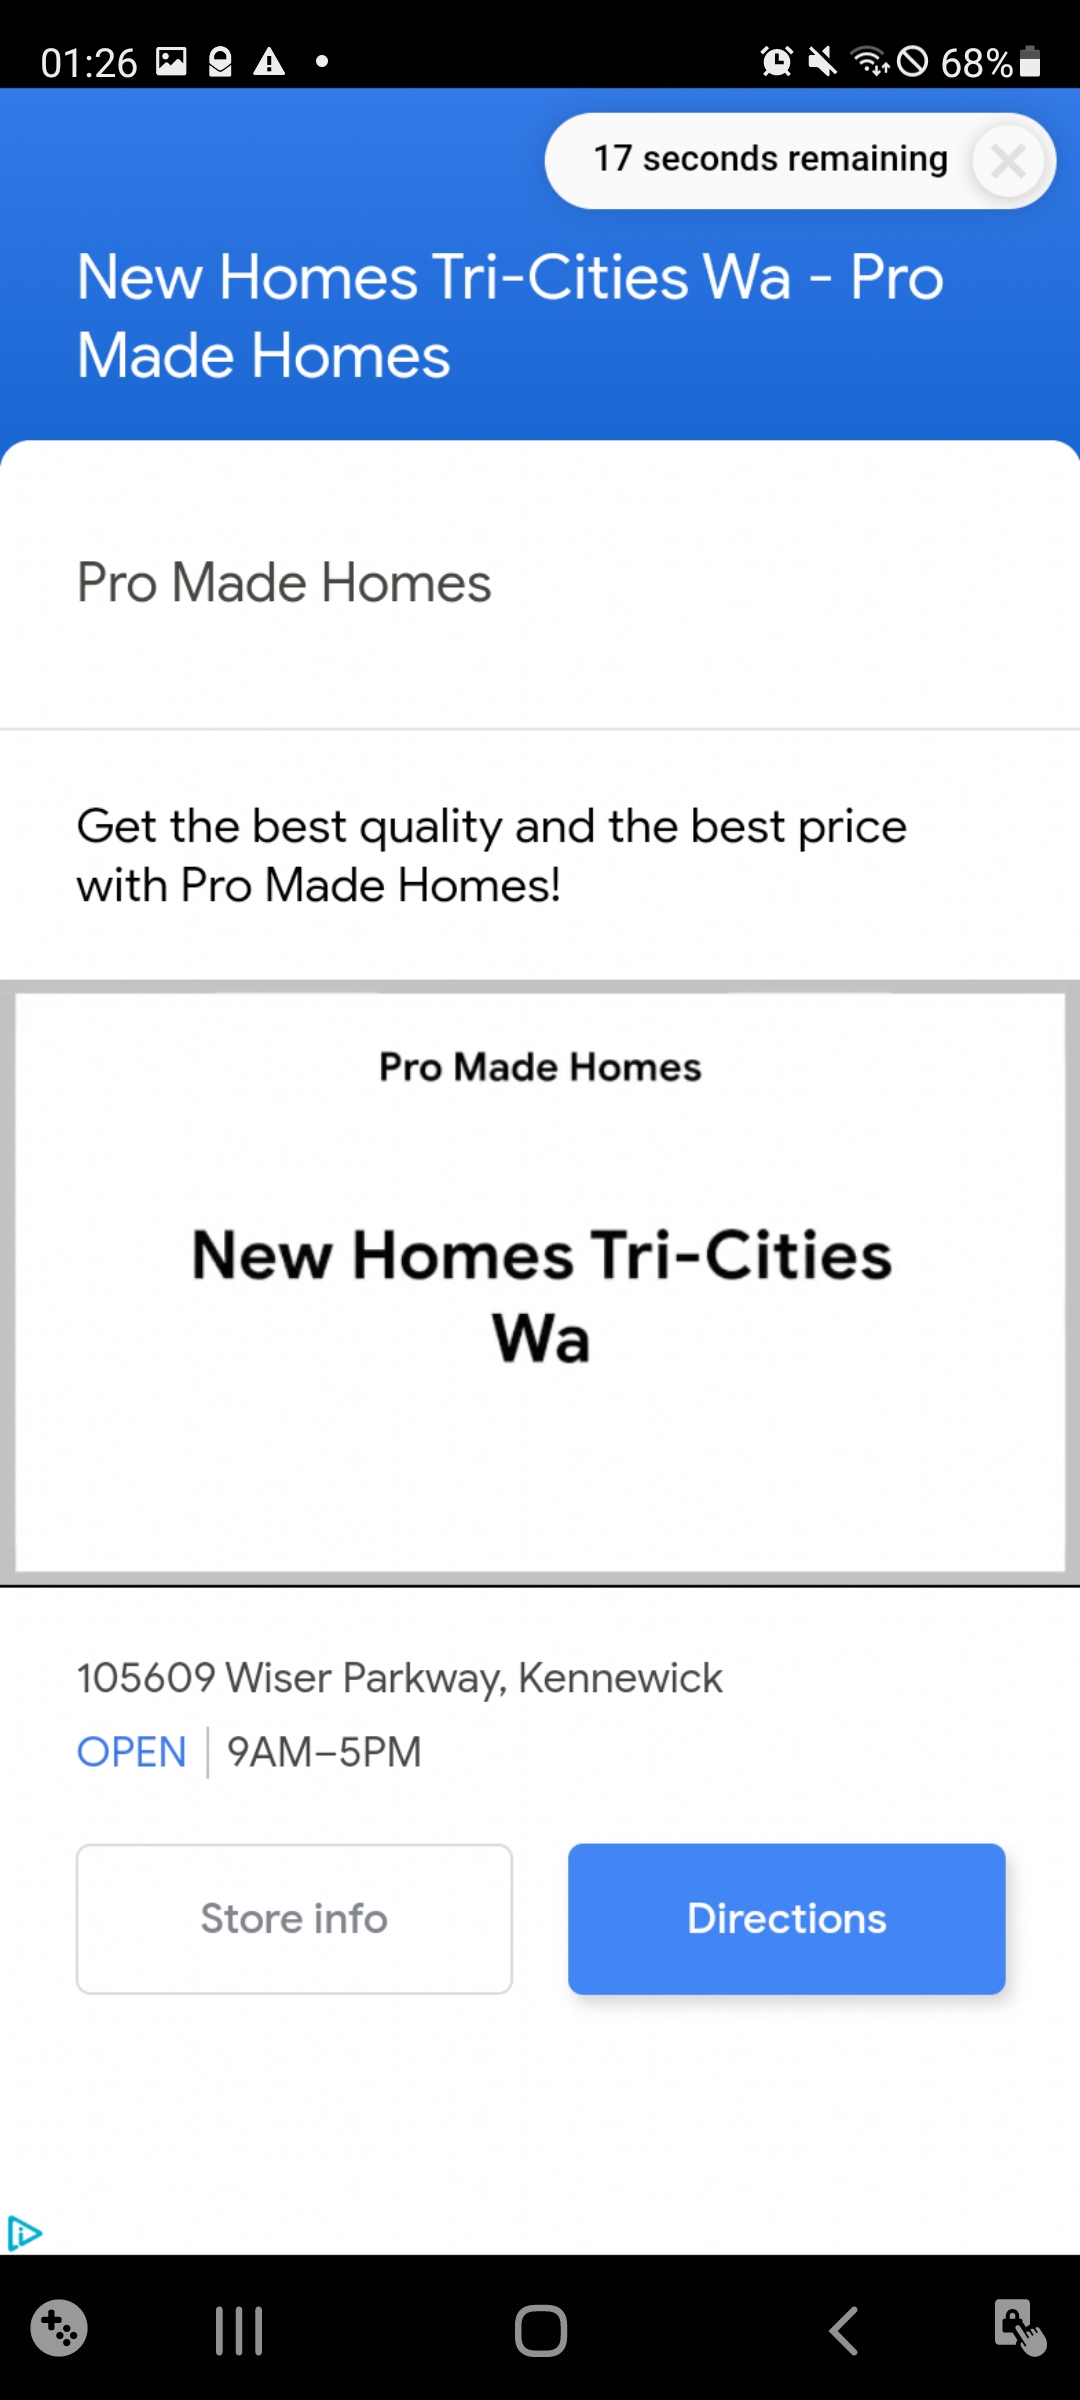 01:26
68%
17 seconds remaining
New Homes Tri-Cities Wa - Pro
Made Homes
Pro Made Homes
Get the best quality and the best price
with Pro Made Homes!
Pro Made Homes
New Homes Tri-Cities
Wa
105609 Wiser Parkway, Kennewick
OPEN
9AM–5PM
Store info
Directions